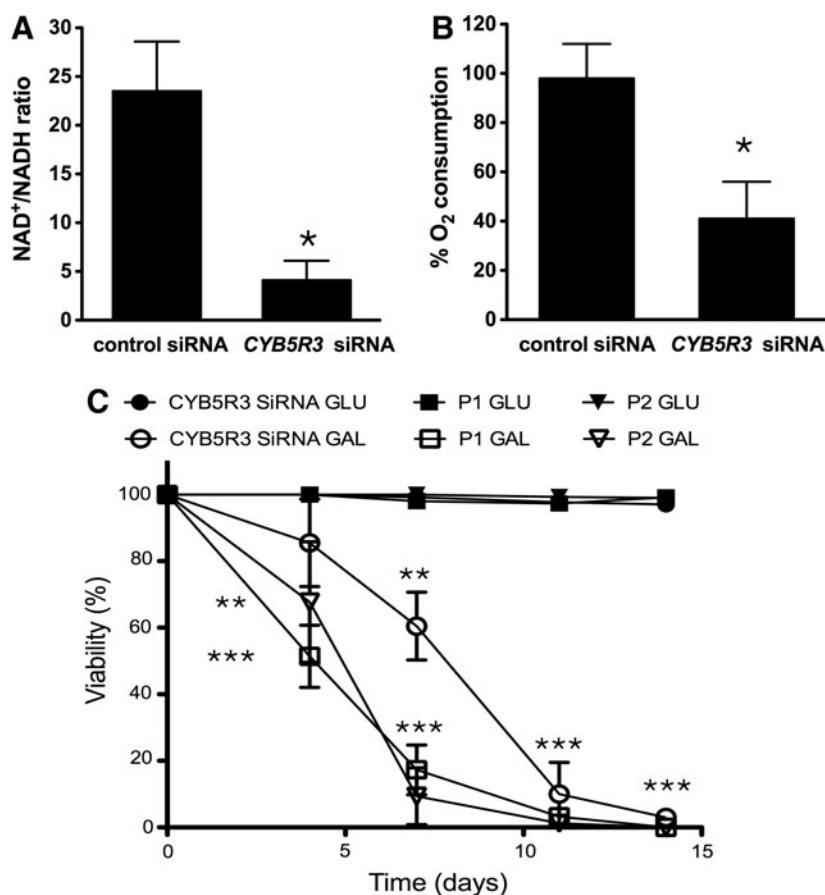 A
NAD+/NADH ratio
30
25
20
15
10
5
0
control siRNA CYB5R3 siRNA
*
B
% O2 consumption
120
100
80
60
40
20
0
control siRNA CYB5R3 siRNA
*
C
CYB5R3 SiRNA GLU P1 GLU P2 GLU
CYB5R3 SiRNA GAL P1 GAL P2 GAL
Viability (%)
100
80
60
40
20
0
**
**
***
***
***
***
0 5 10 15
Time (days)